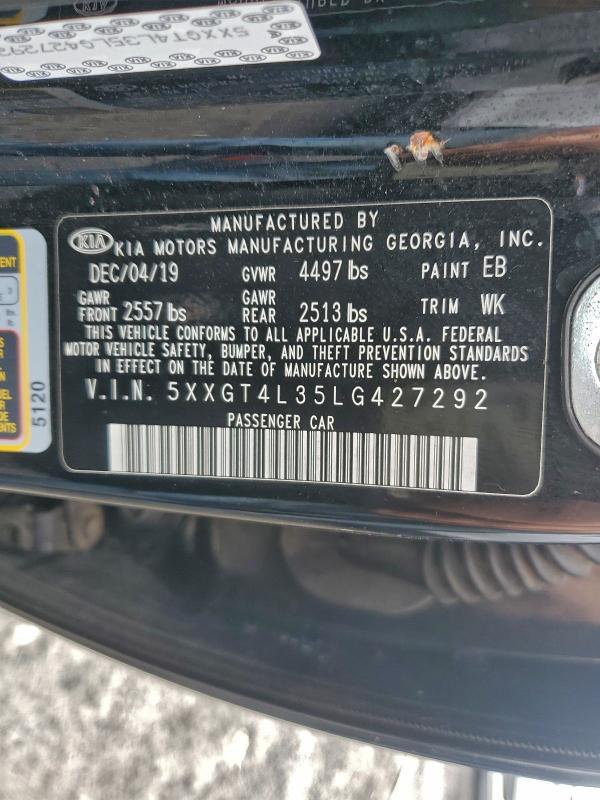 5XXGT4L35LG427292
KIA
MANUFACTURED BY
KIA MOTORS MANUFACTURING GEORGIA, INC.
DEC/04/19 GVWR 4497 lbs PAINT EB
GAWR FRONT 2557 lbs GAWR REAR 2513 lbs TRIM WK
THIS VEHICLE CONFORMS TO ALL APPLICABLE U.S.A. FEDERAL
MOTOR VEHICLE SAFETY, BUMPER, AND THEFT PREVENTION STANDARDS
IN EFFECT ON THE DATE OF MANUFACTURE SHOWN ABOVE.
V.I.N. 5XXGT4L35LG427292
PASSENGER CAR
5120